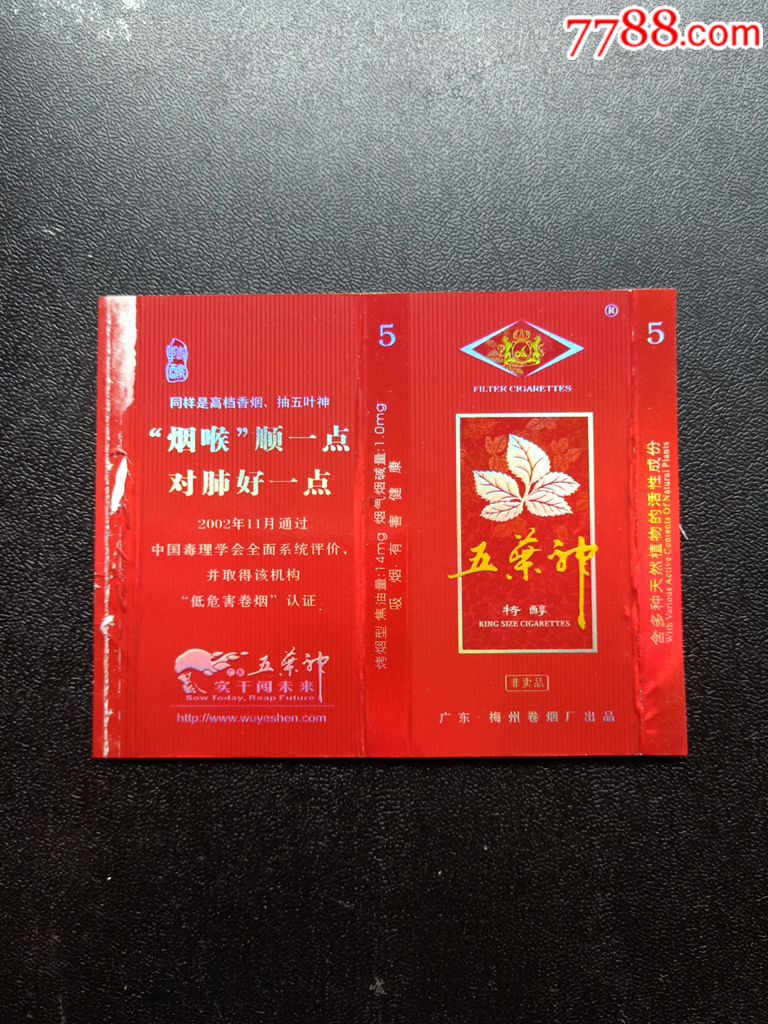 7788.com
同样是高档香烟、抽五叶神
“烟喉”顺一点
对肺好一点
2002年11月通过
中国毒理学会全面系统评价,
并取得该机构
“低危害卷烟”认证
五葉神
实干闯未来
Sow Today, Reap Future
http://www.wuyeshen.com
5
烤烟型 焦油量:14mg 烟气烟碱量:1.0mg
吸烟·有害健康
®
FILTER CIGARETTES
五葉神
特醇
KING SIZE CIGARETTES
非卖品
广东·梅州卷烟厂出品
5
含多种天然植物的活性成份
With Various Active Contents Of Natural Plants